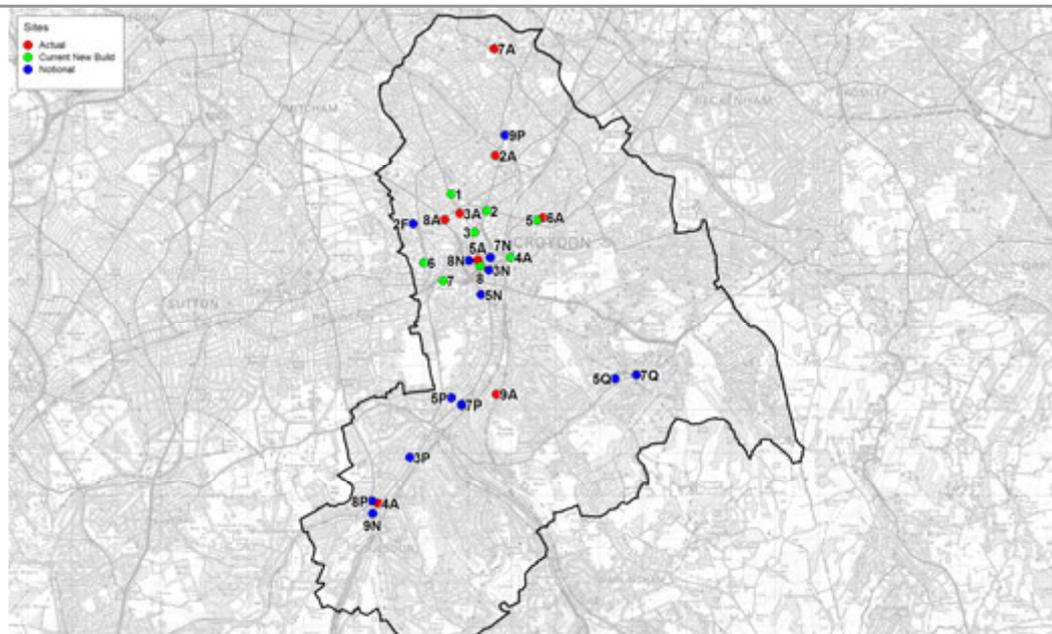 Sites
Actual
Current New Build
Notional
7A
MITCHAM
BECKENHAM
9P
2A
1
2
3A
8A
2F
5
6A
3
CROYDON
5A
7N
4A
8N
6
8
3N
7
5N
SUTTON
5Q
7Q
5P
9A
7P
3P
8P
4A
9N